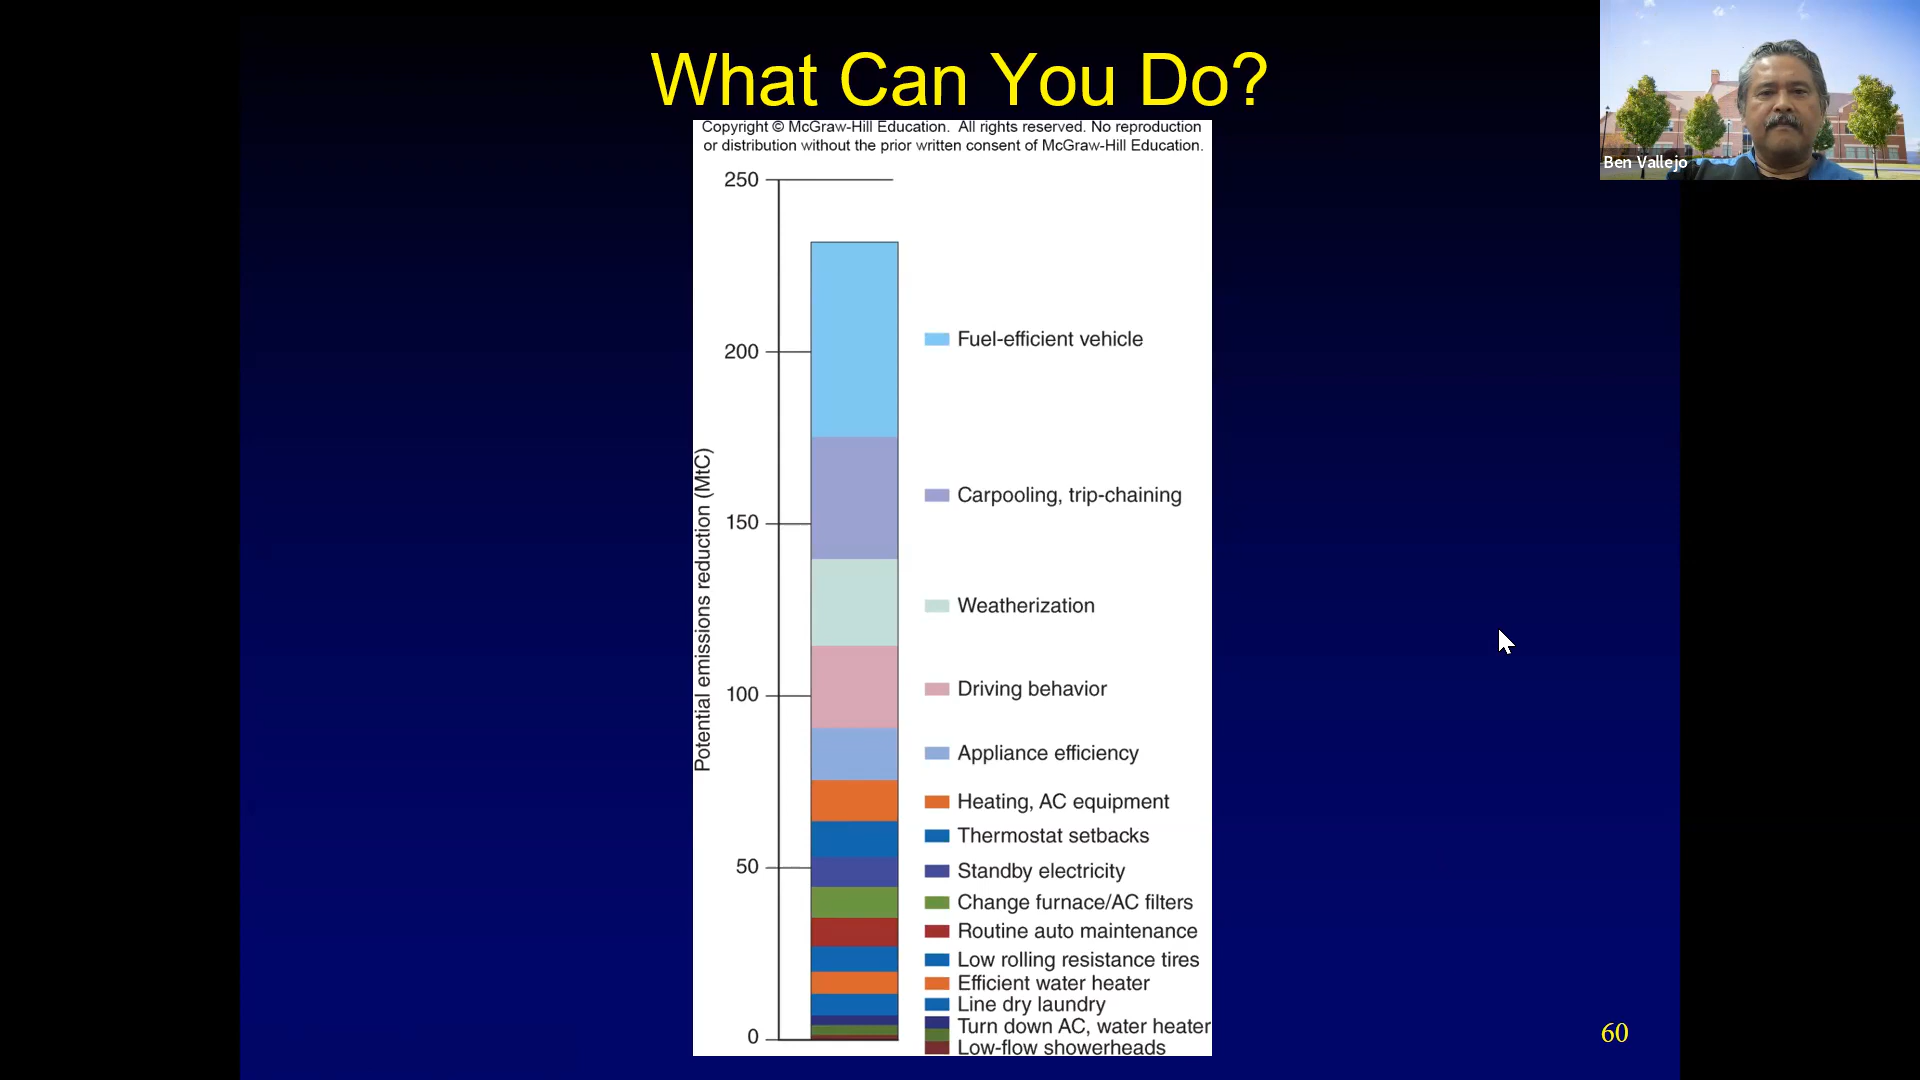 What Can You Do?
Copyright © McGraw-Hill Education. All rights reserved. No reproduction
or distribution without the prior written consent of McGraw-Hill Education.
Ben Vallejo
Potential emissions reduction (MtC)
250
200
150
100
50
0
Fuel-efficient vehicle
Carpooling, trip-chaining
Weatherization
Driving behavior
Appliance efficiency
Heating, AC equipment
Thermostat setbacks
Standby electricity
Change furnace/AC filters
Routine auto maintenance
Low rolling resistance tires
Efficient water heater
Line dry laundry
Turn down AC, water heater
Low-flow showerheads
60